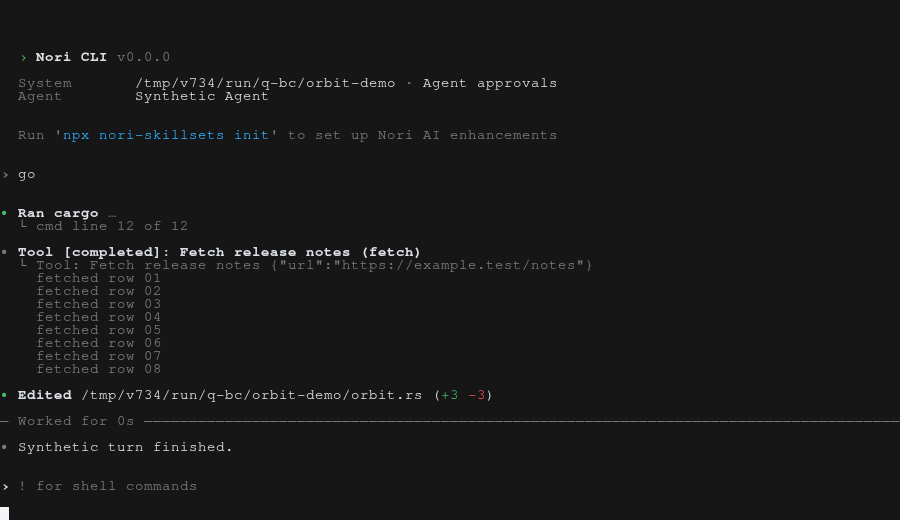 › Nori CLI v0.0.0
System /tmp/v734/run/q-bc/orbit-demo · Agent approvals
Agent Synthetic Agent
Run 'npx nori-skillsets init' to set up Nori AI enhancements
› go
• Ran cargo …
└ cmd line 12 of 12
• Tool [completed]: Fetch release notes (fetch)
└ Tool: Fetch release notes {"url":"https://example.test/notes"}
fetched row 01
fetched row 02
fetched row 03
fetched row 04
fetched row 05
fetched row 06
fetched row 07
fetched row 08
• Edited /tmp/v734/run/q-bc/orbit-demo/orbit.rs (+3 -3)
─ Worked for 0s ─────────────────────────────────────────────────────────────────────────────────────
• Synthetic turn finished.
› ! for shell commands